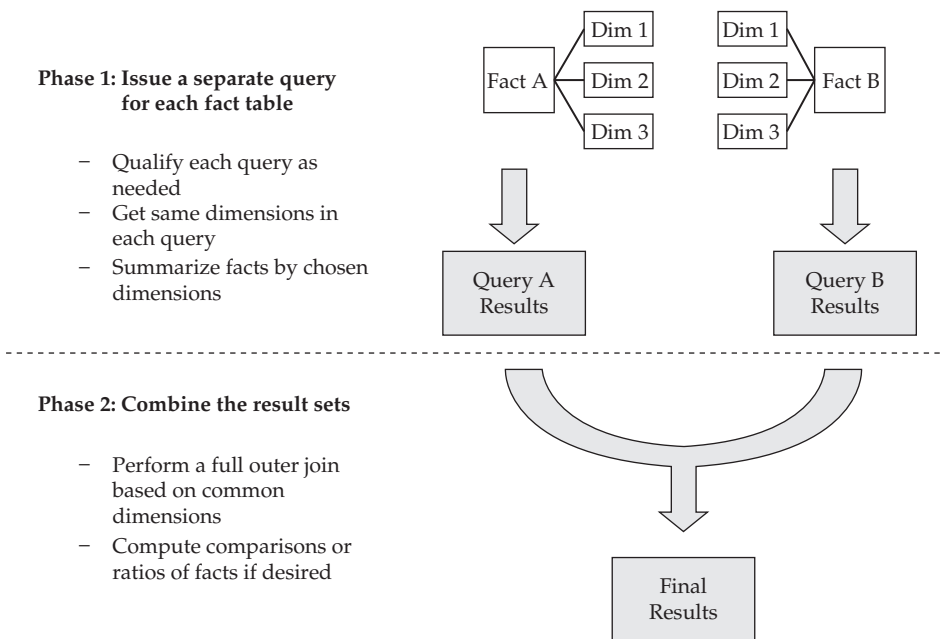 Phase 1: Issue a separate query
for each fact table
– Qualify each query as
needed
– Get same dimensions in
each query
– Summarize facts by chosen
dimensions
Fact A
Dim 1
Dim 2
Dim 3
Dim 1
Dim 2
Dim 3
Fact B
Query A
Results
Query B
Results
Phase 2: Combine the result sets
– Perform a full outer join
based on common
dimensions
– Compute comparisons or
ratios of facts if desired
Final
Results